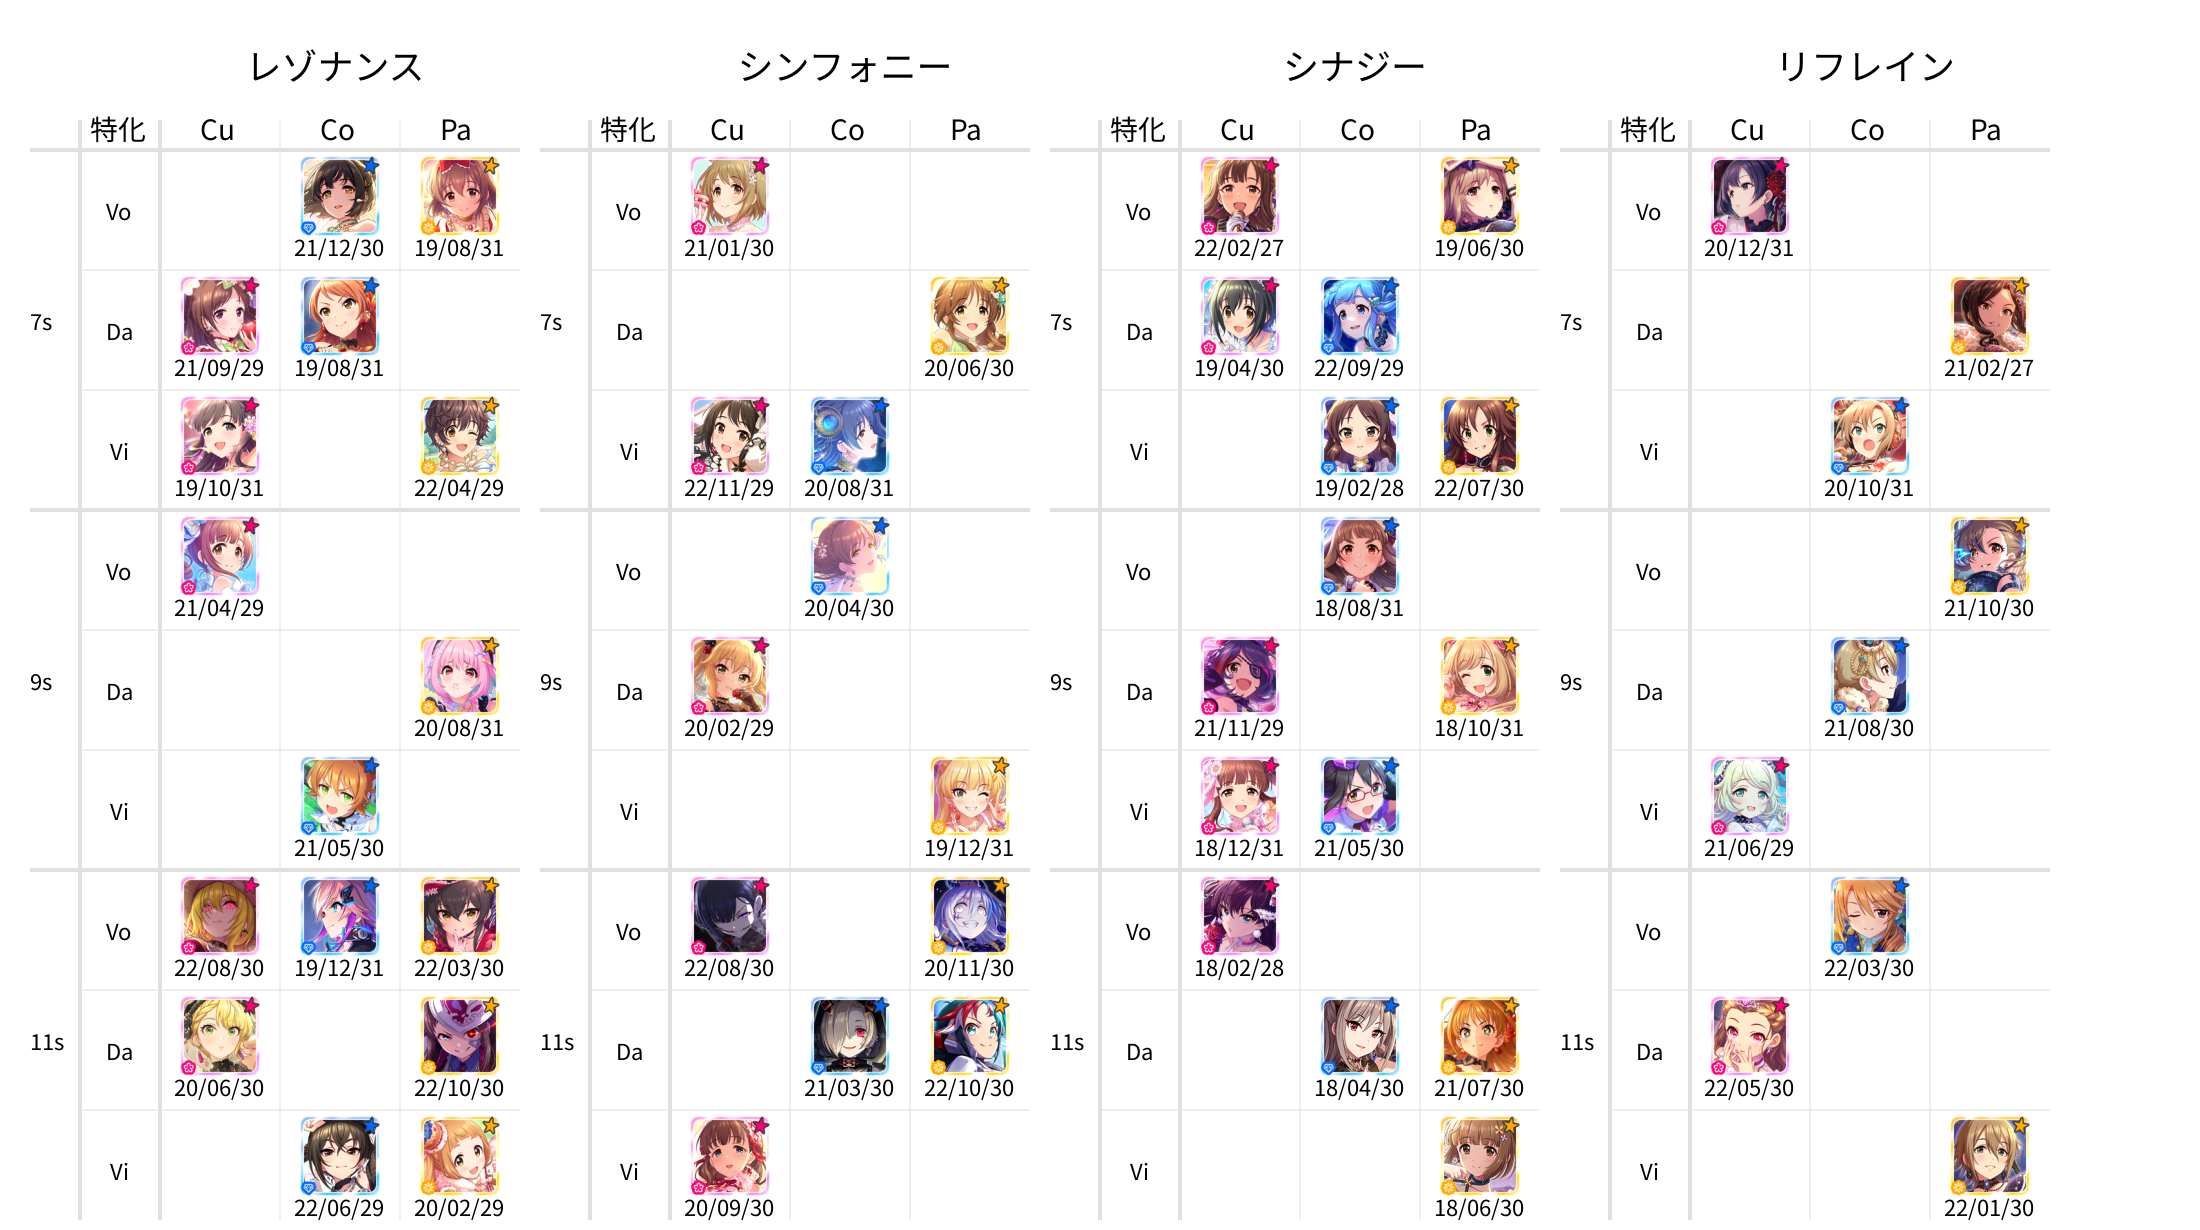 レゾナンス シンフォニー シナジー リフレイン
特化 Cu Co Pa 特化 Cu Co Pa 特化 Cu Co Pa 特化 Cu Co Pa
Vo Vo Vo Vo
21/12/30 19/08/31 21/01/30 22/02/27 19/06/30 20/12/31
7s Da 7s Da 7s Da 7s Da
21/09/29 19/08/31 20/06/30 19/04/30 22/09/29 21/02/27
Vi Vi Vi Vi
19/10/31 22/04/29 22/11/29 20/08/31 19/02/28 22/07/30 20/10/31
Vo Vo Vo Vo
21/04/29 20/04/30 18/08/31 21/10/30
9s Da 9s Da 9s Da 9s Da
20/08/31 20/02/29 21/11/29 18/10/31 21/08/30
Vi Vi Vi Vi
21/05/30 19/12/31 18/12/31 21/05/30 21/06/29
Vo Vo Vo Vo
22/08/30 19/12/31 22/03/30 22/08/30 20/11/30 18/02/28 22/03/30
11s Da 11s Da 11s Da 11s Da
20/06/30 22/10/30 21/03/30 22/10/30 18/04/30 21/07/30 22/05/30
Vi Vi Vi Vi
22/06/29 20/02/29 20/09/30 18/06/30 22/01/30